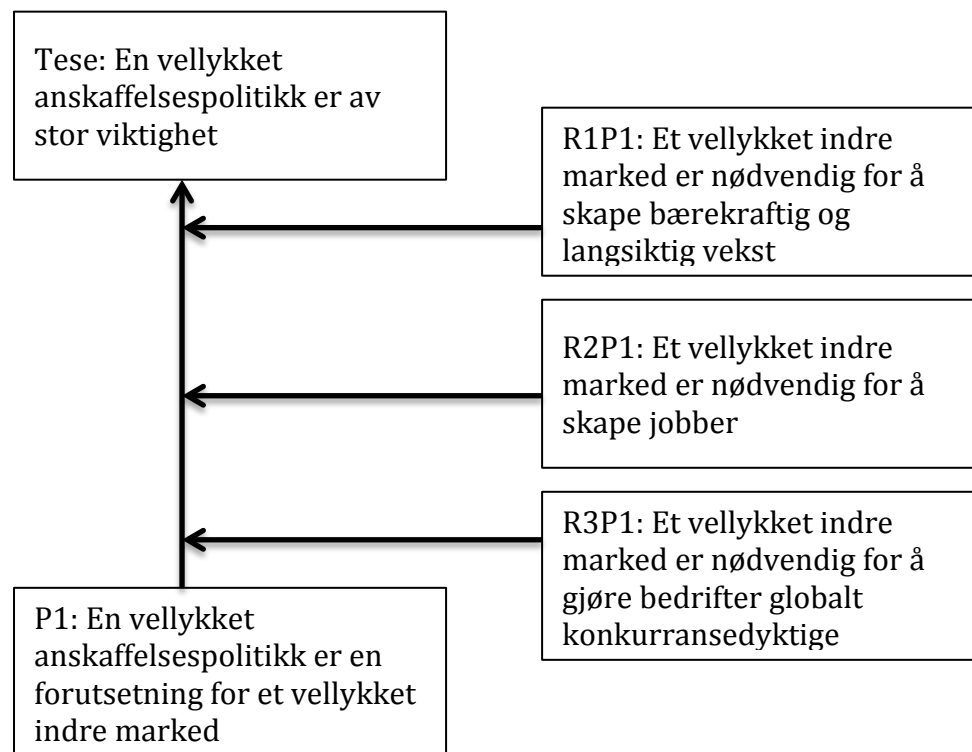 Tese: En vellykket
anskaffelsespolitikk er av
stor viktighet
R1P1: Et vellykket indre
marked er nødvendig for å
skape bærekraftig og
langsiktig vekst
R2P1: Et vellykket indre
marked er nødvendig for å
skape jobber
R3P1: Et vellykket indre
marked er nødvendig for å
gjøre bedrifter globalt
konkurransedyktige
P1: En vellykket
anskaffelsespolitikk er en
forutsetning for et vellykket
indre marked